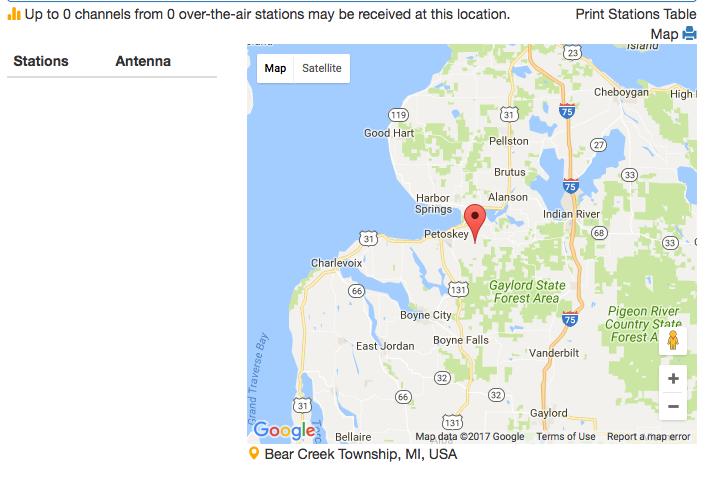 Up to 0 channels from 0 over-the-air stations may be received at this location.
Print Stations Table
Map
Stations
Antenna
Map
Satellite
Island
23
Cheboygan
High
119
31
75
Good Hart
Pellston
27
Brutus
33
75
Harbor
Springs
Alanson
Indian River
Petoskey
68
31
33
Charlevoix
66
131
Gaylord State
Forest Area
Boyne City
75
Pigeon River
Country State
Forest A
Boyne Falls
East Jordan
Vanderbilt
Grand Traverse Bay
32
32
66
31
131
Gaylord
Google
Bellaire
Map data ©2017 Google
Terms of Use
Report a map error
Bear Creek Township, MI, USA